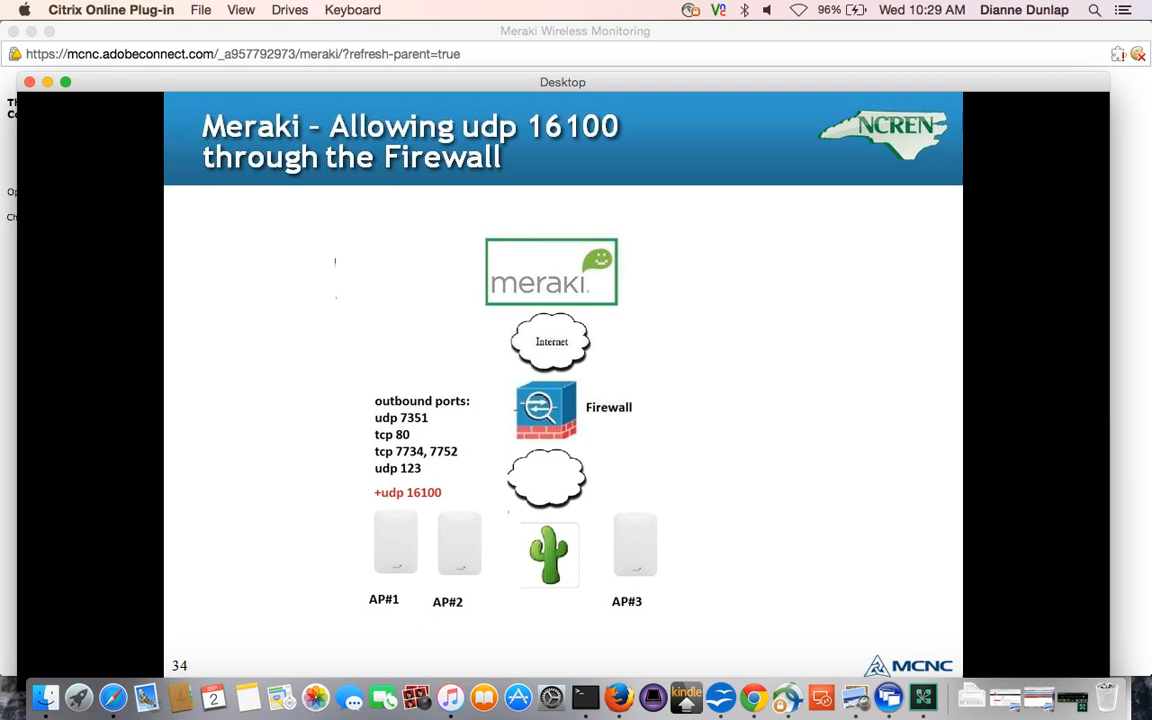 Citrix Online Plug-in File View Drives Keyboard 96% Wed 10:29 AM Dianne Dunlap
Meraki Wireless Monitoring
https://mcnc.adobeconnect.com/_a957792973/meraki/?refresh-parent=true
Desktop
Meraki - Allowing udp 16100
through the Firewall
NCREN
meraki
Internet
outbound ports:
Firewall
udp 7351
tcp 80
tcp 7734, 7752
udp 123
+udp 16100
AP#1
AP#2
AP#3
34
MCNC
SEP
2
kindle